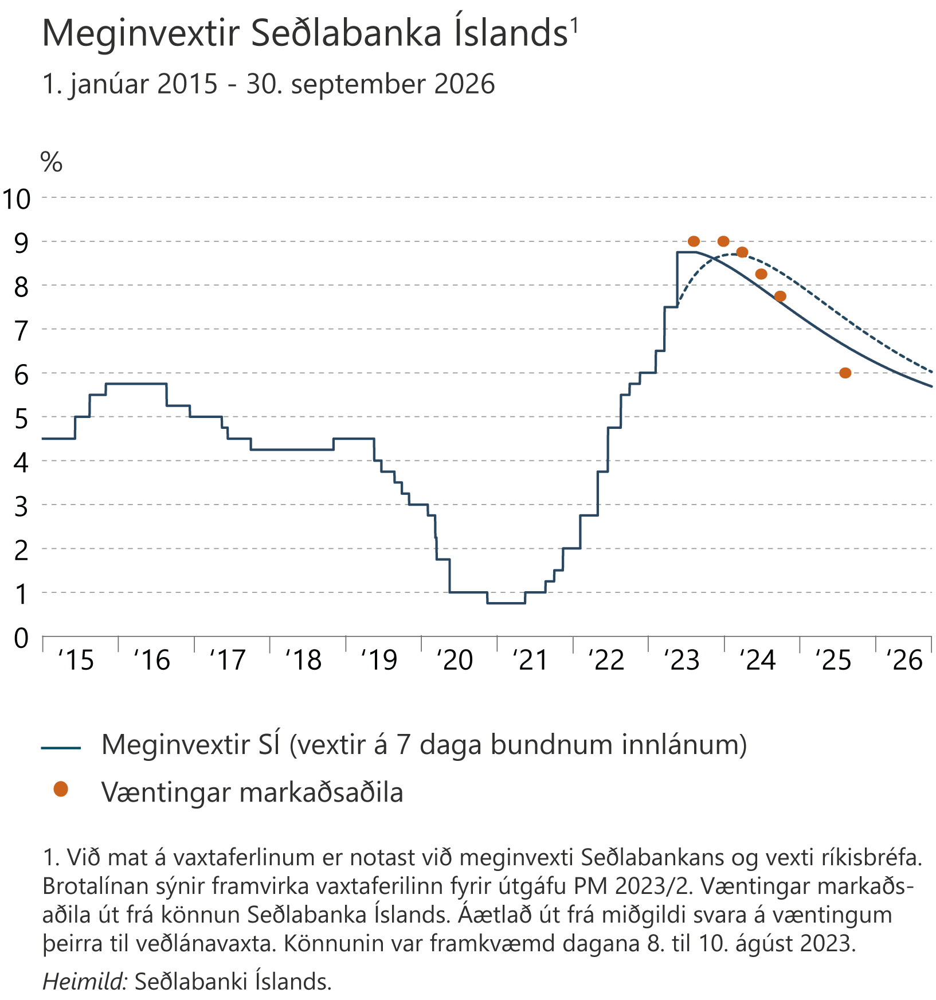 Meginvextir Seðlabanka Íslands¹
1. janúar 2015 - 30. september 2026
%
10
9
8
7
6
5
4
3
2
1
0
‘15 ‘16 ‘17 ‘18 ‘19 ‘20 ‘21 ‘22 ‘23 ‘24 ‘25 ‘26
Meginvextir SÍ (vextir á 7 daga bundnum innlánum)
Væntingar markaðsaðila
1. Við mat á vaxtaferlinum er notast við meginvexti Seðlabankans og vexti ríkisbréfa.
Brotalínan sýnir framvirka vaxtaferilinn fyrir útgáfu PM 2023/2. Væntingar markaðs-
aðila út frá könnun Seðlabanka Íslands. Áætlað út frá miðgildi svara á væntingum
þeirra til veðlánavaxta. Könnunin var framkvæmd dagana 8. til 10. ágúst 2023.
Heimild: Seðlabanki Íslands.